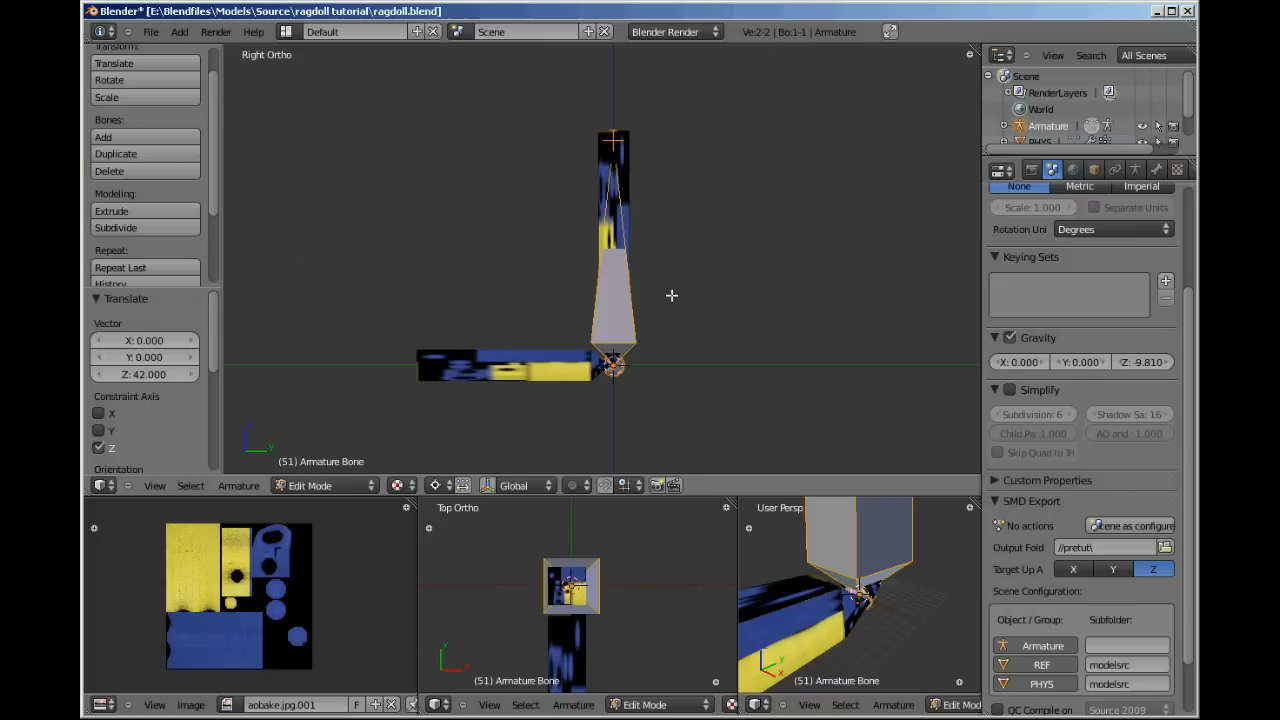 Blender* [E:\Blendfiles\Models\Source\ragdoll tutorial\ragdoll.blend]
File Add Render Help Default Scene Blender Render Ve:2-2 | Bo:1-1 | Armature
Right Ortho
Translate
Rotate
Scale
Bones:
Add
Duplicate
Delete
Modeling:
Extrude
Subdivide
Repeat:
Repeat Last
History
Translate
Vector
X: 0.000
Y: 0.000
Z: 42.000
Constraint Axis
X
Y
Z
Orientation
(51) Armature Bone
View Select Armature Edit Mode Global
View Search All Scenes
Scene
RenderLayers
World
Armature
PHYS
None Metric Imperial
Scale: 1.000 Separate Units
Rotation Uni Degrees
Keying Sets
Gravity
X: 0.000 Y: 0.000 Z: -9.810
Simplify
Subdivision: 6 Shadow Sa: 16
Child Pa: 1.000 AO and : 1.000
Skip Quad to Tri
Custom Properties
SMD Export
No actions cene as configure
Output Fold //pretut\
Target Up A X Y Z
Scene Configuration:
Object / Group: Subfolder:
Armature
REF modelsrc
PHYS modelsrc
QC Compile on Source 2009
View Image aobake.jpg.001 F
Top Ortho
y
x
(51) Armature Bone
View Select Armature Edit Mode
User Persp
y
x
(51) Armature Bone
View Select Armature Edit Mod